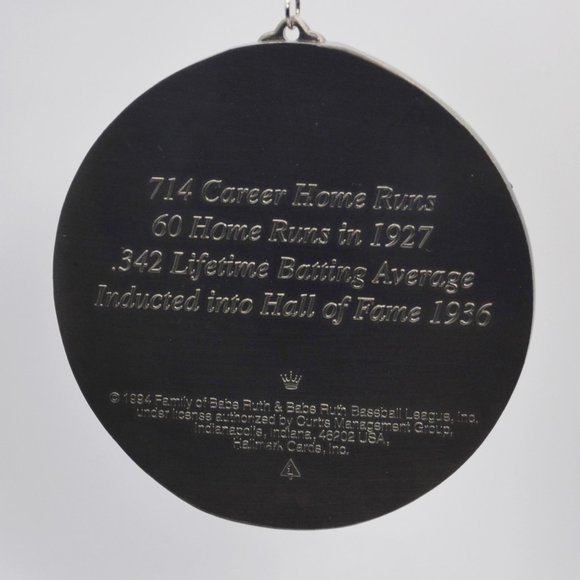 714 Career Home Runs
60 Home Runs in 1927
.342 Lifetime Batting Average
Inducted into Hall of Fame 1936
© 1994 Family of Babe Ruth & Babe Ruth Baseball League, Inc.
under license authorized by Curtis Management Group,
Indianapolis, Indiana, 46202 USA,
Hallmark Cards, Inc.